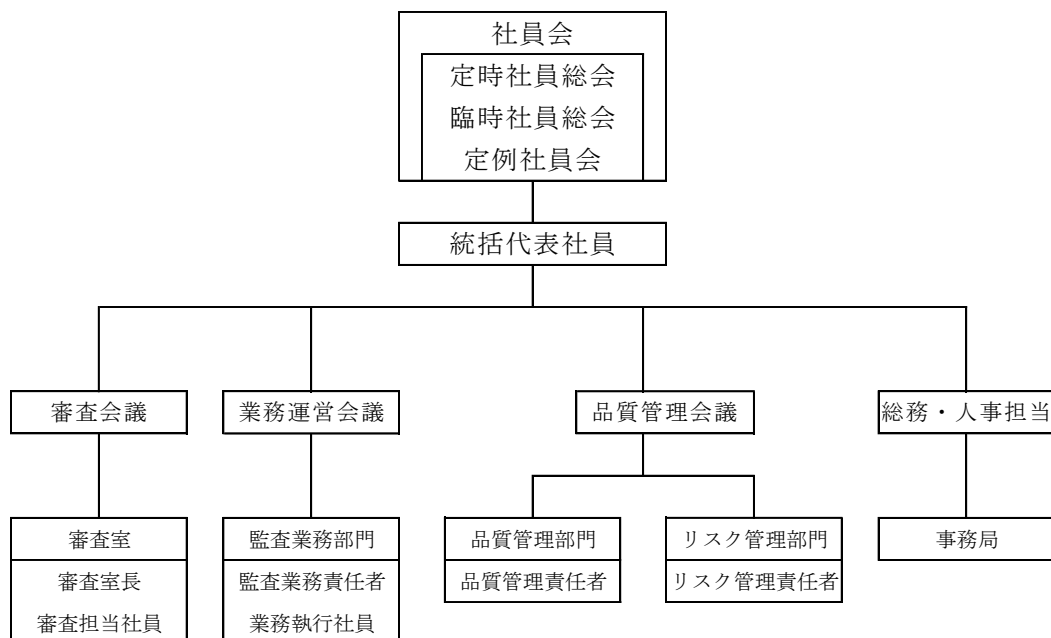 社員会
定時社員総会
臨時社員総会
定例社員会
統括代表社員
審査会議
業務運営会議
品質管理会議
総務・人事担当
審査室
監査業務部門
品質管理部門
リスク管理部門
事務局
審査室長
監査業務責任者
品質管理責任者
リスク管理責任者
審査担当社員
業務執行社員